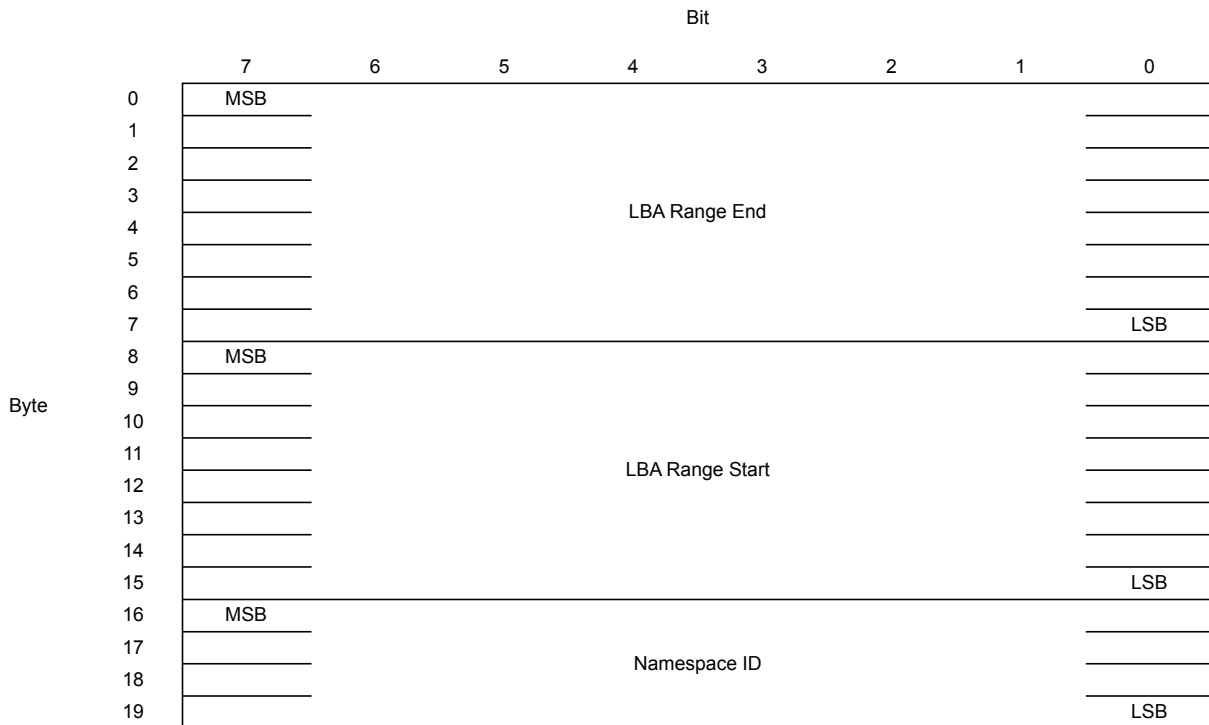 Bit
7 6 5 4 3 2 1 0
0 MSB
1
2
3
4 LBA Range End
5
6
7 LSB
8 MSB
9
Byte
10
11
LBA Range Start
12
13
14
15 LSB
16 MSB
17
Namespace ID
18
19 LSB